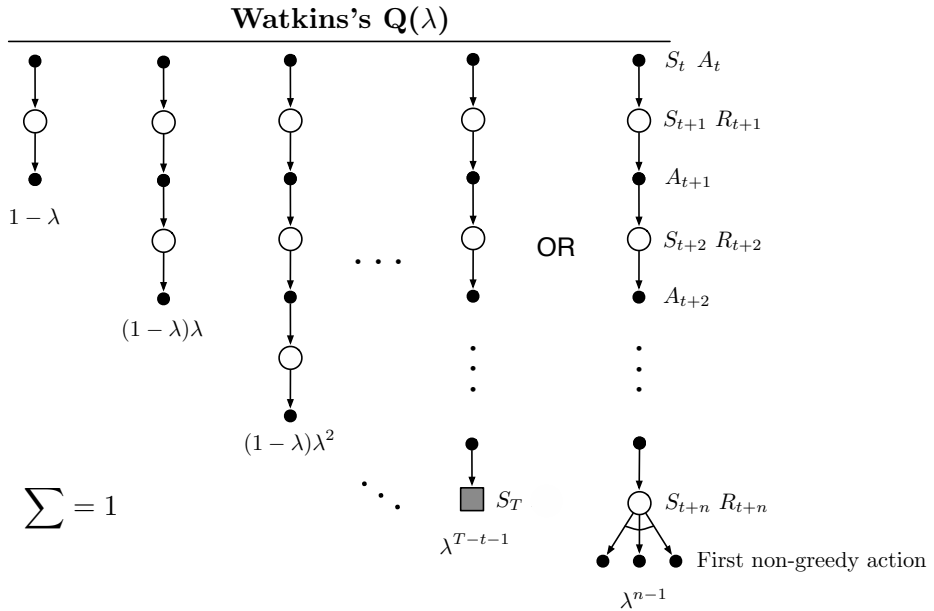 Watkins's Q(λ)
S_t A_t
S_{t+1} R_{t+1}
A_{t+1}
1 − λ
S_{t+2} R_{t+2}
OR
A_{t+2}
(1 − λ)λ
(1 − λ)λ^2
∑ = 1
S_T
S_{t+n} R_{t+n}
λ^{T−t−1}
First non-greedy action
λ^{n−1}